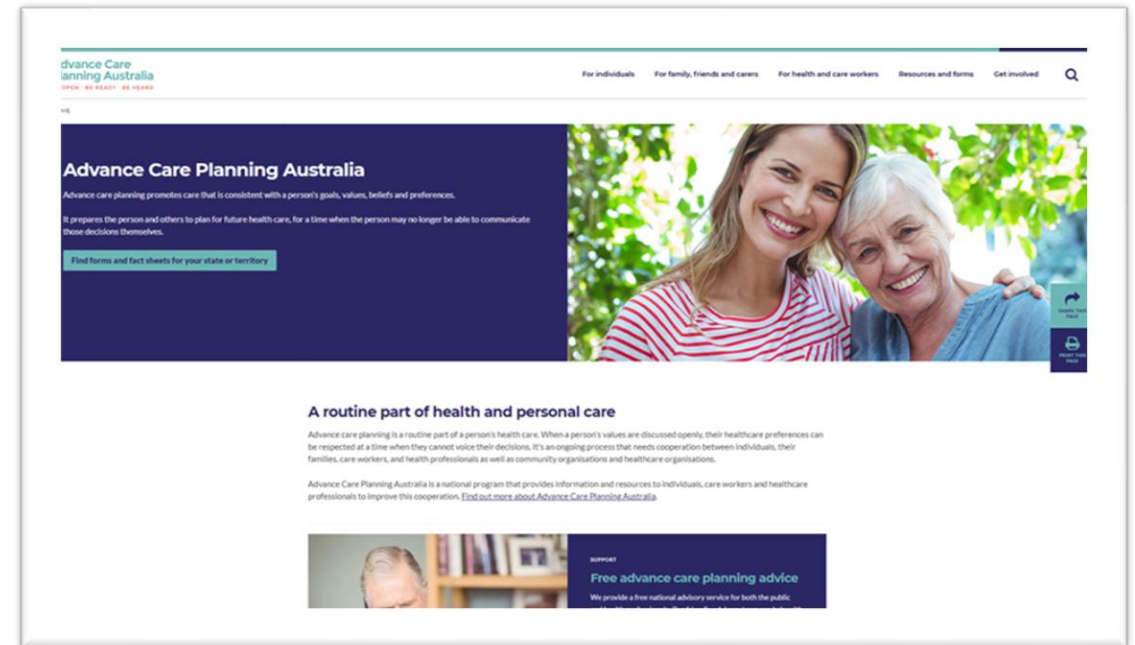 dvance Care
lanning Australia
OPEN · BE READY · BE HEARD
For individuals
For family, friends and carers
For health and care workers
Resources and forms
Get involved
Advance Care Planning Australia
Advance care planning promotes care that is consistent with a person's goals, values, beliefs and preferences.
It prepares the person and others to plan for future health care, for a time when the person may no longer be able to communicate
those decisions themselves.
Find forms and fact sheets for your state or territory
SHARE THIS
PAGE
PRINT THIS
PAGE
A routine part of health and personal care
Advance care planning is a routine part of a person's health care. When a person's values are discussed openly, their healthcare preferences can
be respected at a time when they cannot voice their decisions. It's an ongoing process that needs cooperation between individuals, their
families, care workers, and health professionals as well as community organisations and healthcare organisations.
Advance Care Planning Australia is a national program that provides information and resources to individuals, care workers and healthcare
professionals to improve this cooperation. Find out more about Advance Care Planning Australia.
SUPPORT
Free advance care planning advice
We provide a free national advisory service for both the public